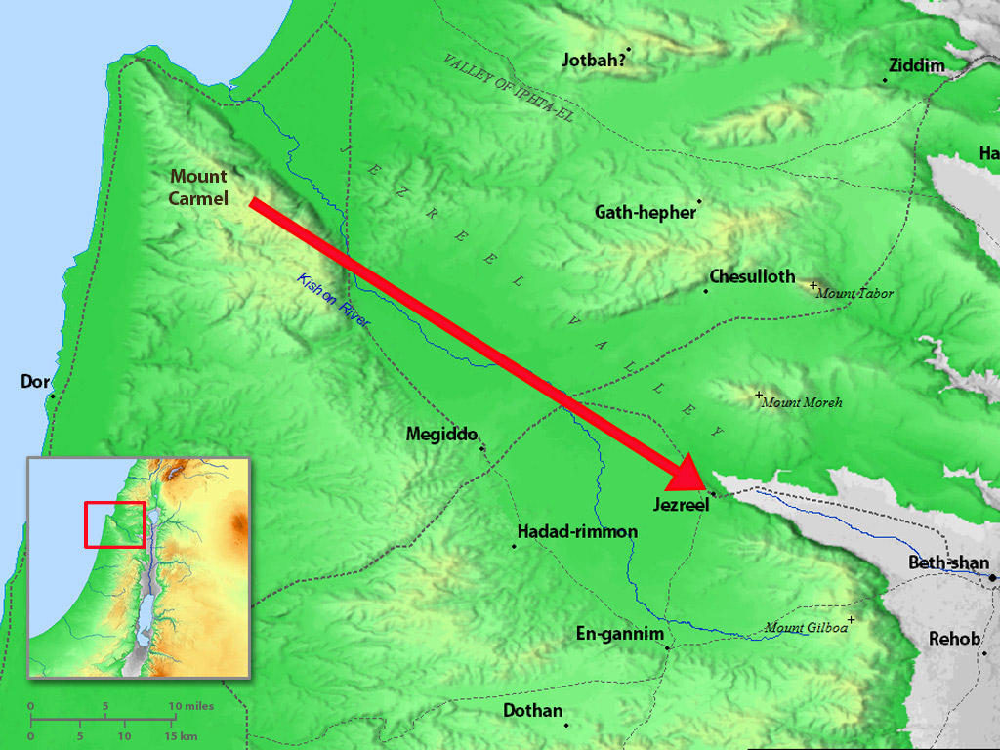 Jotbah?
Ziddim
VALLEY OF IPHTA-EL
Ha
JEZREEL VALLEY
Mount
Carmel
Gath-hepher
Chesulloth
Mount Tabor
Kishon River
Dor
Mount Moreh
Megiddo
Jezreel
Hadad-rimmon
Beth-shan
Mount Gilboa
En-gannim
Rehob
Dothan
0 5 10 miles
0 5 10 15 km